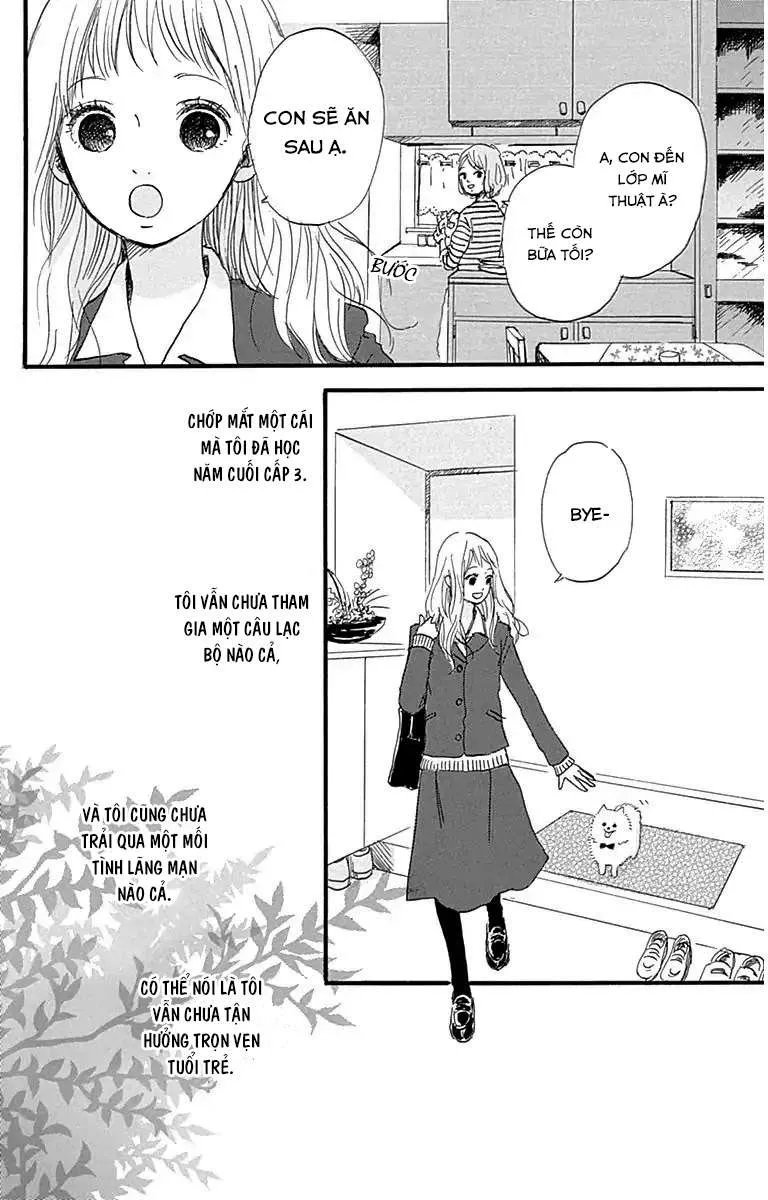 A, CON ĐẾN
LỚP MĨ
THUẬT À?
THẾ CÒN
BỮA TỐI?
CON SẼ ĂN
SAU Ạ.
BƯỚC
BYE-
CHỚP MẮT MỘT CÁI
MÀ TÔI ĐÃ HỌC
NĂM CUỐI CẤP 3.
TÔI VẪN CHƯA THAM
GIA MỘT CÂU LẠC
BỘ NÀO CẢ,
VÀ TÔI CŨNG CHƯA
TRẢI QUA MỘT MỐI
TÌNH LÃNG MẠN
NÀO CẢ.
CÓ THỂ NÓI LÀ TÔI
VẪN CHƯA TẬN
HƯỞNG TRỌN VẸN
TUỔI TRẺ.